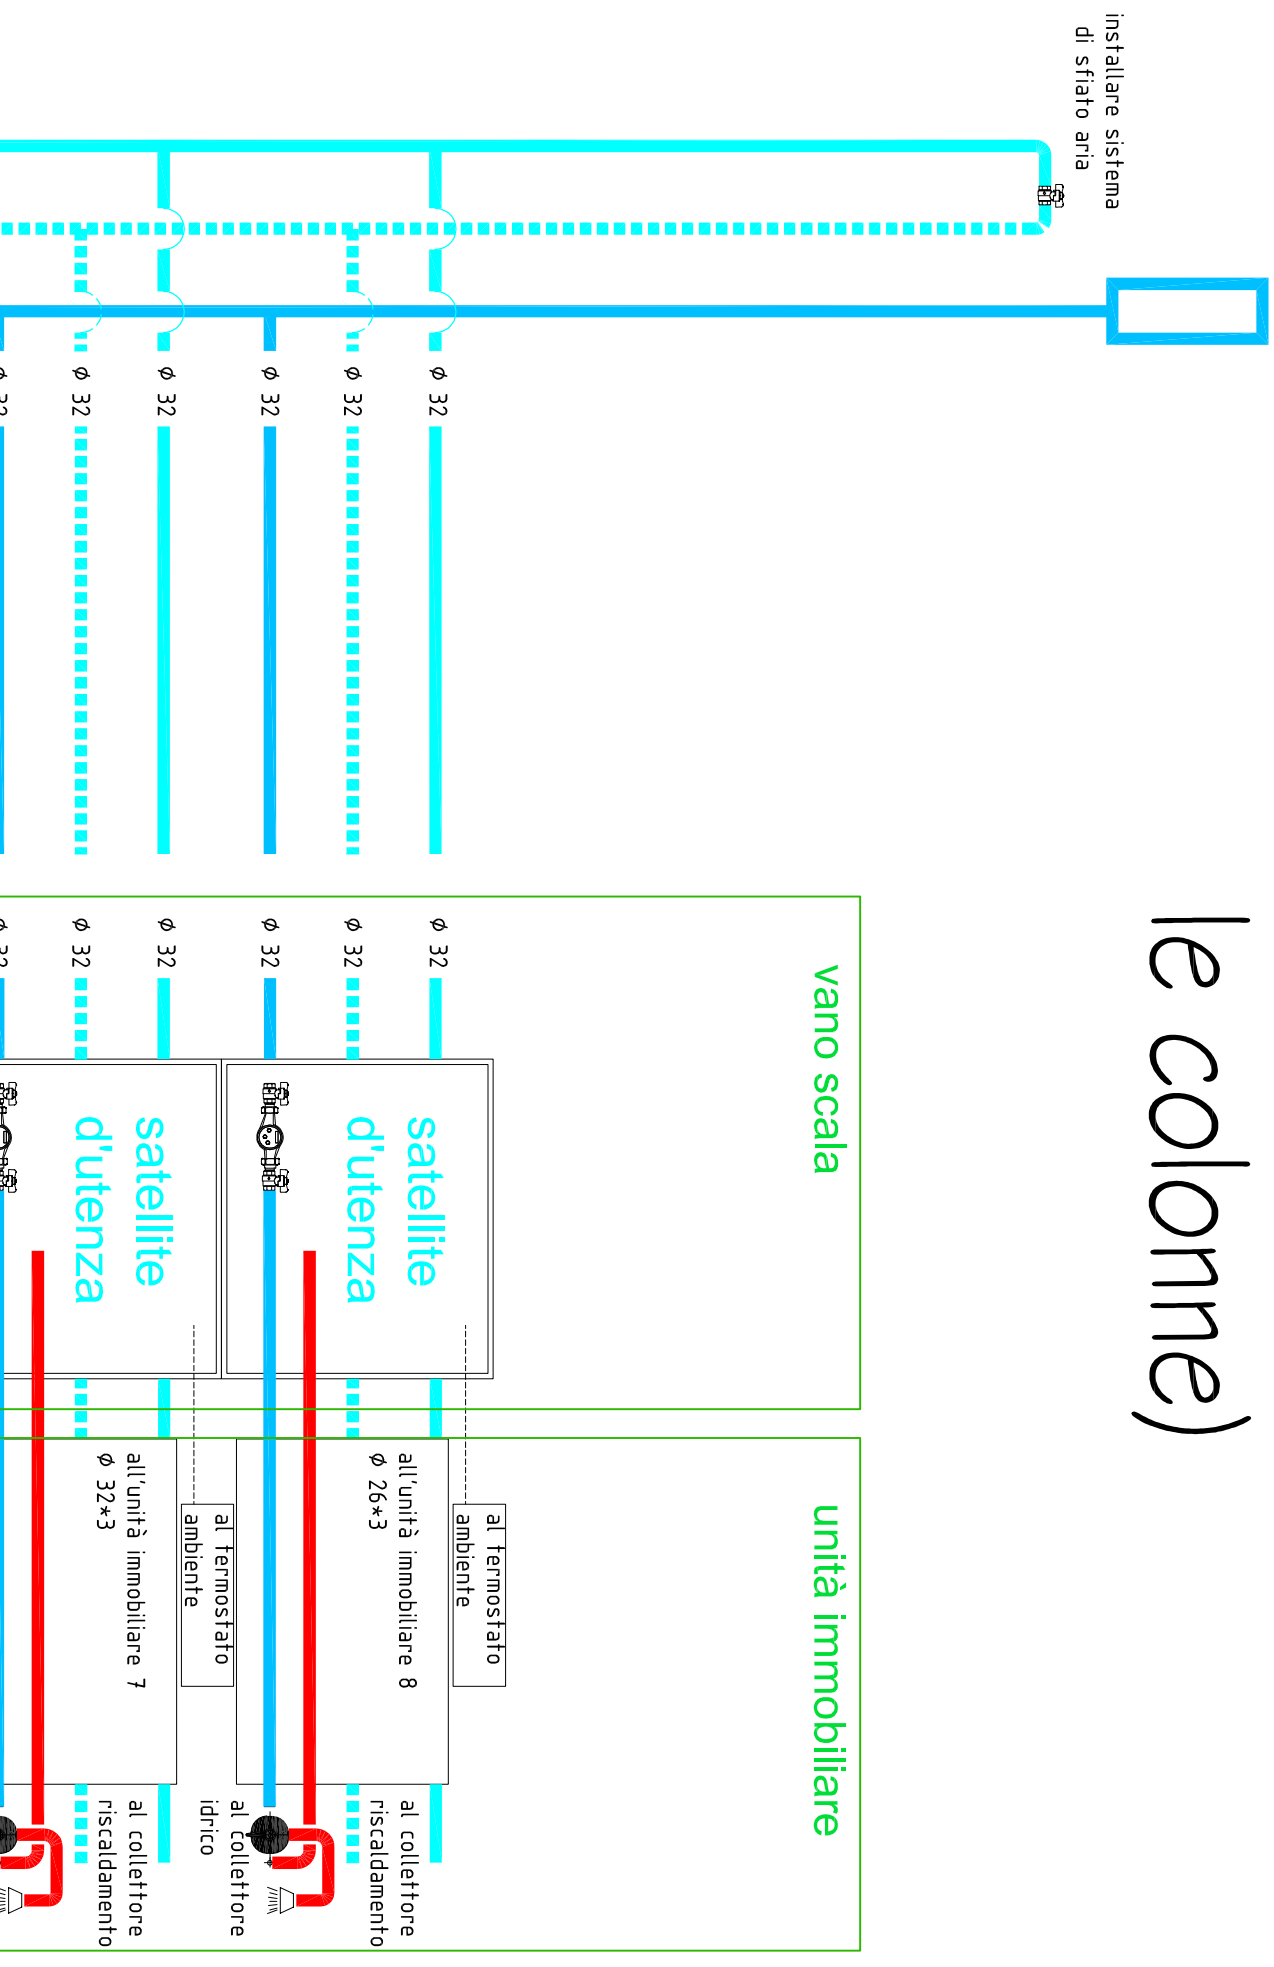 le colonne)
installare sistema
di sfiato aria
vano scala
unità immobiliare
ø 32
ø 32
ø 32
ø 32
ø 32
ø 32
ø 32
ø 32
ø 32
ø 32
ø 32
ø 32
satellite
d'utenza
satellite
d'utenza
al termostato
ambiente
all'unità immobiliare 8
ø 26*3
al collettore
riscaldamento
al collettore
idrico
al termostato
ambiente
all'unità immobiliare 7
ø 32*3
al collettore
riscaldamento